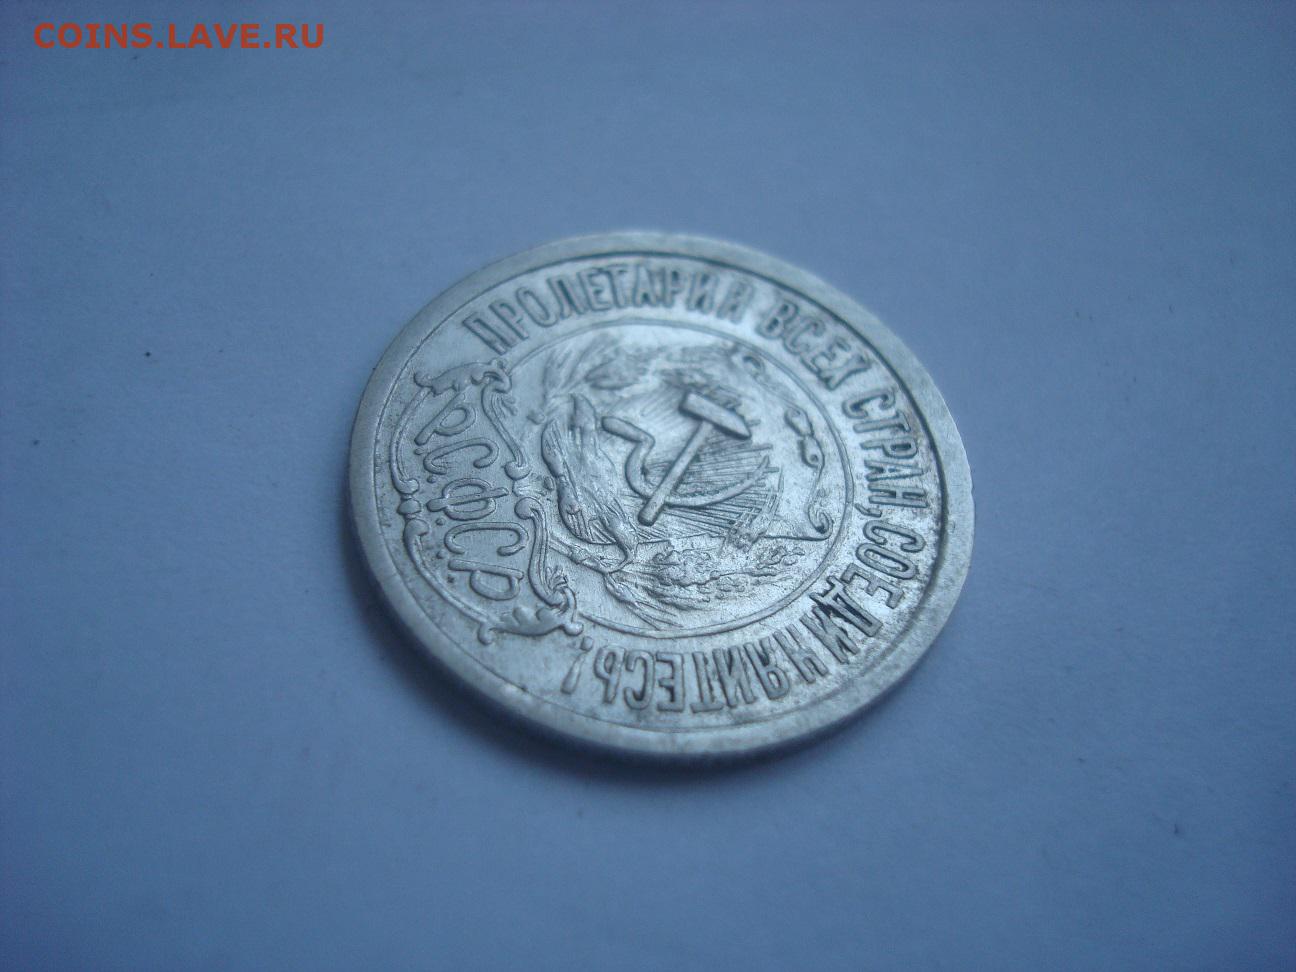 COINS.LAVE.RU
ПРОЛЕТАРИИ ВСЕХ СТРАН, СОЕДИНЯЙТЕСЬ!
Р.С.Ф.С.Р.